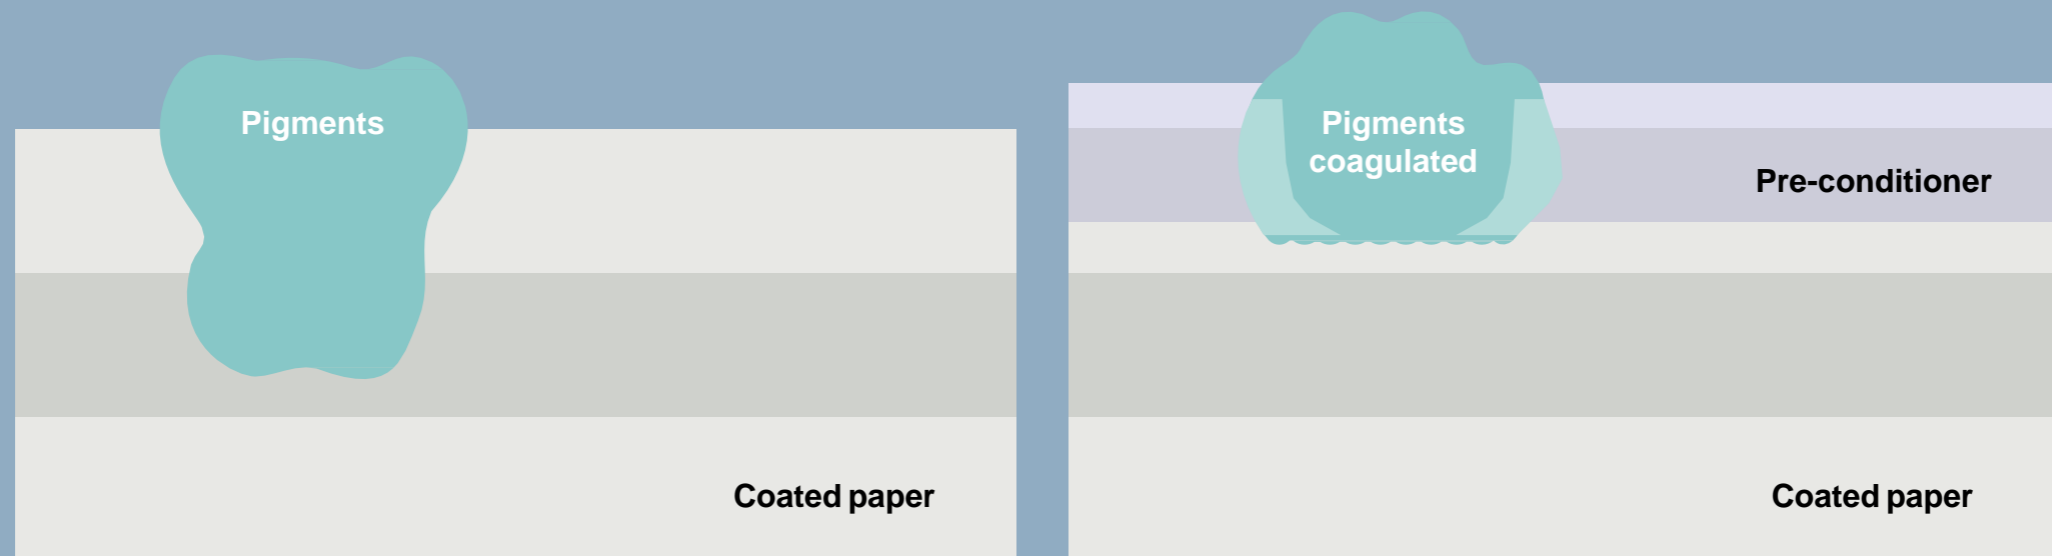 Pigments
Coated paper
Pigments
coagulated
Pre-conditioner
Coated paper